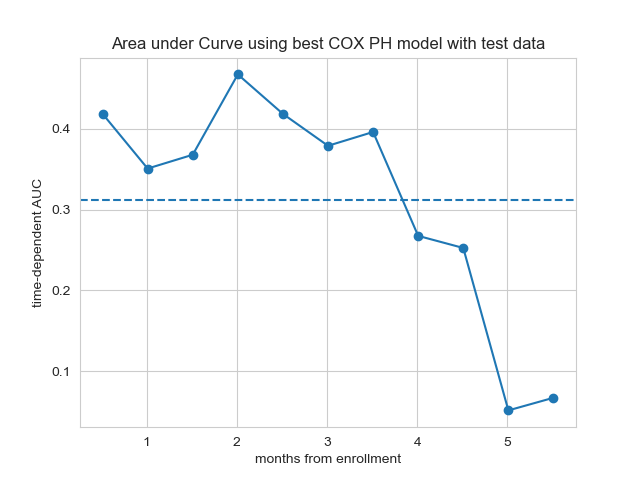 Area under Curve using best COX PH model with test data
time-dependent AUC
0.4
0.3
0.2
0.1
1 2 3 4 5
months from enrollment